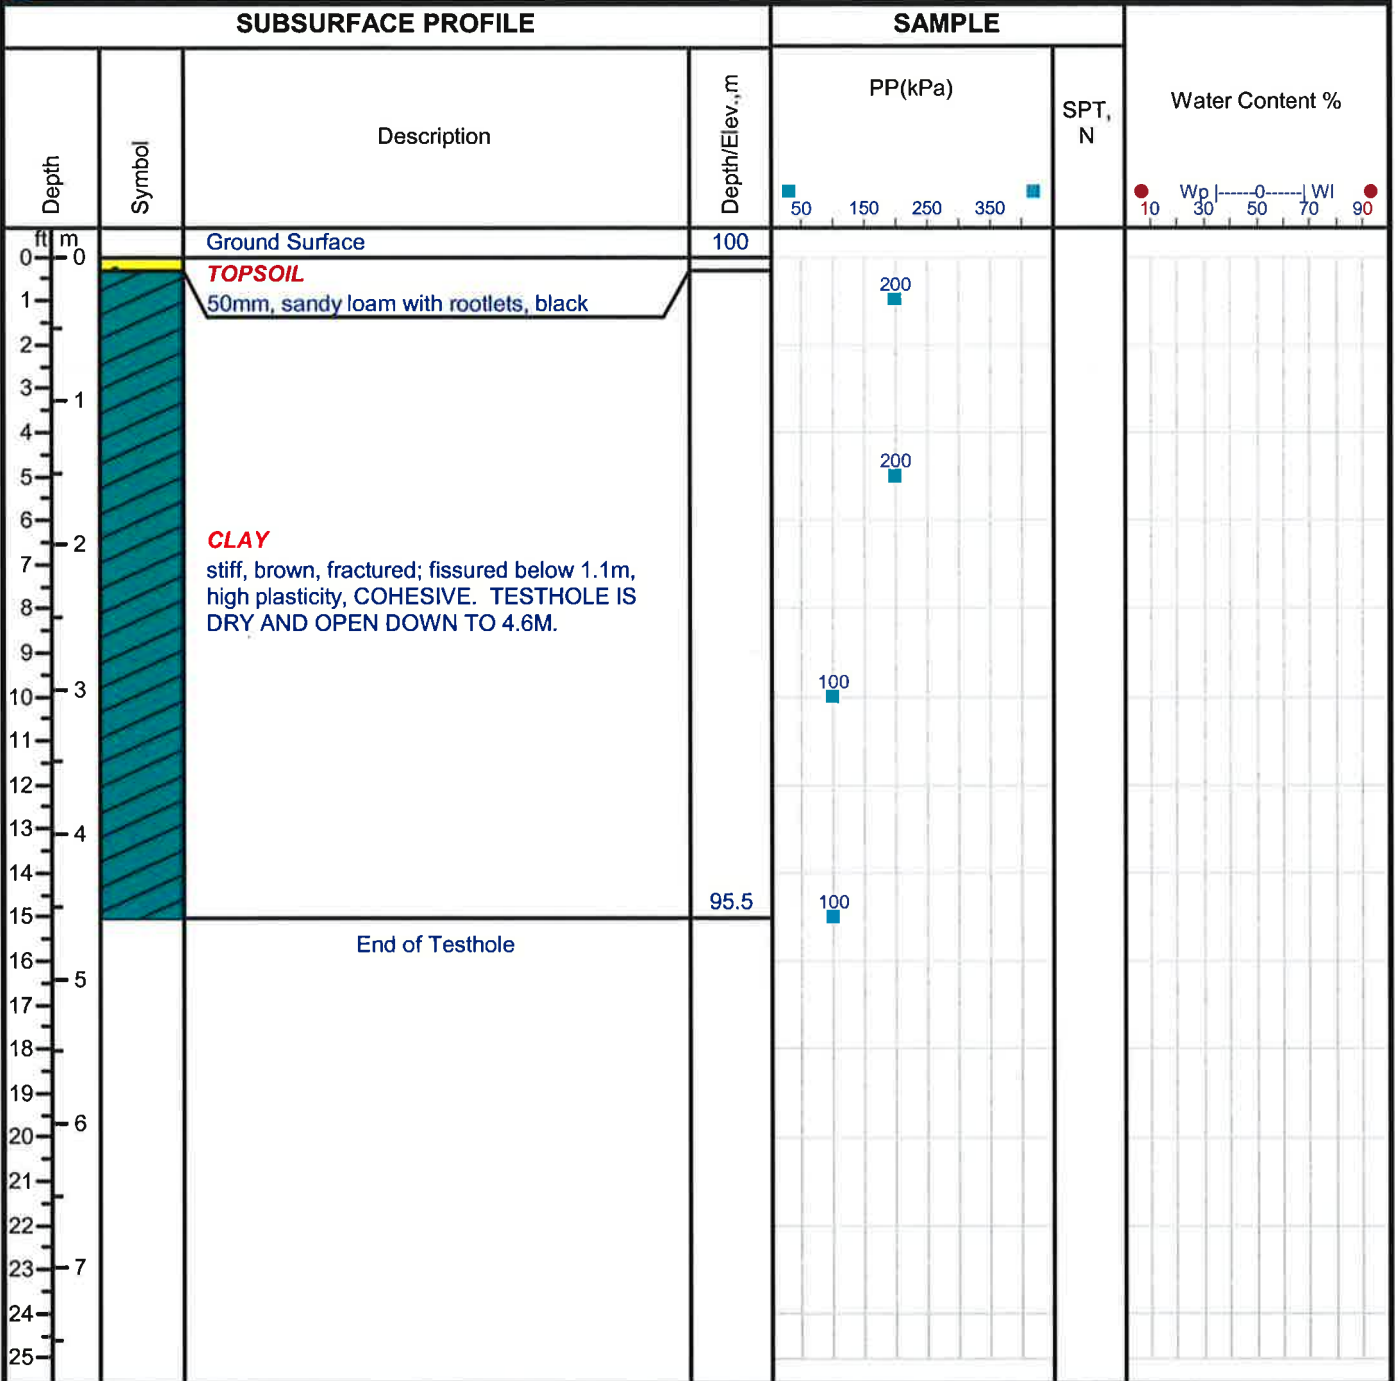 SUBSURFACE PROFILE
SAMPLE
Depth
Symbol
Description
Depth/Elev.,m
PP(kPa)
SPT,
N
Water Content %
50 150 250 350
Wp |------0------| Wl
10 30 50 70 90
ft m
Ground Surface
100
0 0
TOPSOIL
50mm, sandy loam with rootlets, black
200
1
2
3
1
4
200
5
6
CLAY
2
stiff, brown, fractured; fissured below 1.1m,
7
high plasticity, COHESIVE. TESTHOLE IS
8
DRY AND OPEN DOWN TO 4.6M.
9
100
10
3
11
12
13
4
14
95.5
100
15
End of Testhole
16
5
17
18
19
6
20
21
22
23
7
24
25